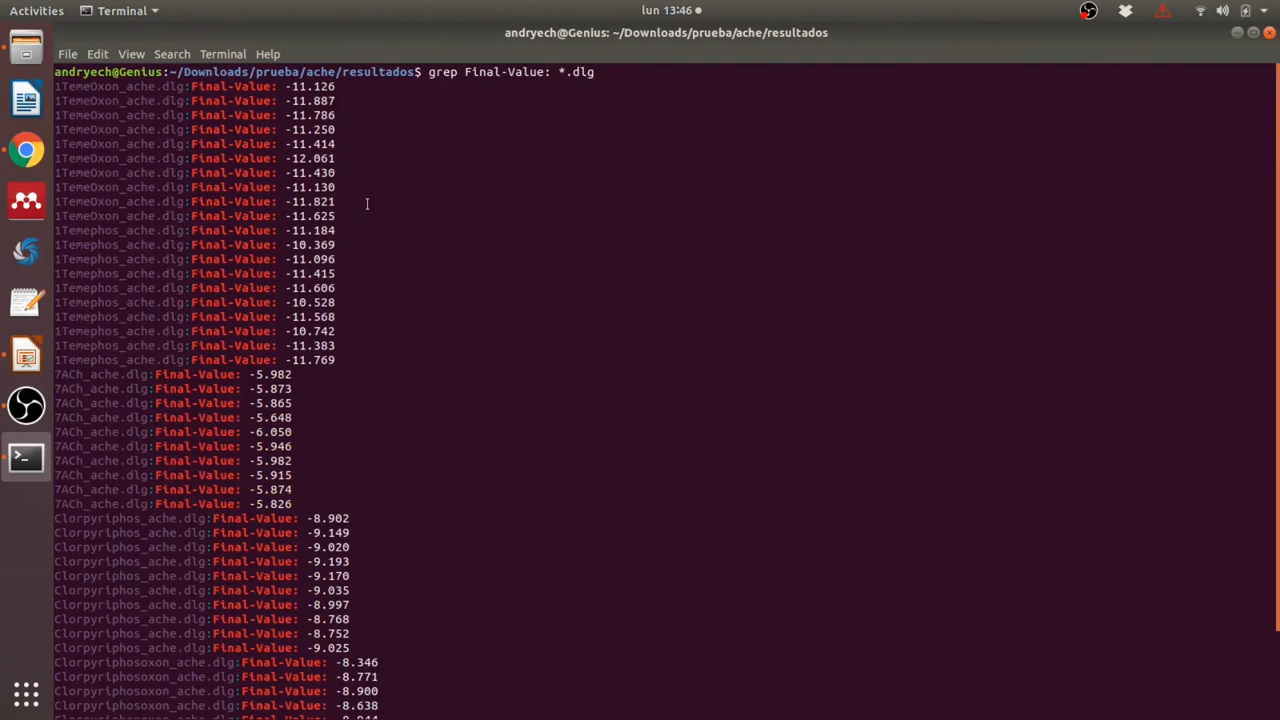 Activities
Terminal
lun 13:46
andryech@Genius: ~/Downloads/prueba/ache/resultados
File Edit View Search Terminal Help
andryech@Genius:~/Downloads/prueba/ache/resultados$ grep Final-Value: *.dlg
1TemeOxon_ache.dlg:Final-Value: -11.126
1TemeOxon_ache.dlg:Final-Value: -11.887
1TemeOxon_ache.dlg:Final-Value: -11.786
1TemeOxon_ache.dlg:Final-Value: -11.250
1TemeOxon_ache.dlg:Final-Value: -11.414
1TemeOxon_ache.dlg:Final-Value: -12.061
1TemeOxon_ache.dlg:Final-Value: -11.430
1TemeOxon_ache.dlg:Final-Value: -11.130
1TemeOxon_ache.dlg:Final-Value: -11.821
1TemeOxon_ache.dlg:Final-Value: -11.625
1Temephos_ache.dlg:Final-Value: -11.184
1Temephos_ache.dlg:Final-Value: -10.369
1Temephos_ache.dlg:Final-Value: -11.096
1Temephos_ache.dlg:Final-Value: -11.415
1Temephos_ache.dlg:Final-Value: -11.606
1Temephos_ache.dlg:Final-Value: -10.528
1Temephos_ache.dlg:Final-Value: -11.568
1Temephos_ache.dlg:Final-Value: -10.742
1Temephos_ache.dlg:Final-Value: -11.383
1Temephos_ache.dlg:Final-Value: -11.769
7ACh_ache.dlg:Final-Value: -5.982
7ACh_ache.dlg:Final-Value: -5.873
7ACh_ache.dlg:Final-Value: -5.865
7ACh_ache.dlg:Final-Value: -5.648
7ACh_ache.dlg:Final-Value: -6.050
7ACh_ache.dlg:Final-Value: -5.946
7ACh_ache.dlg:Final-Value: -5.982
7ACh_ache.dlg:Final-Value: -5.915
7ACh_ache.dlg:Final-Value: -5.874
7ACh_ache.dlg:Final-Value: -5.826
Clorpyriphos_ache.dlg:Final-Value: -8.902
Clorpyriphos_ache.dlg:Final-Value: -9.149
Clorpyriphos_ache.dlg:Final-Value: -9.020
Clorpyriphos_ache.dlg:Final-Value: -9.193
Clorpyriphos_ache.dlg:Final-Value: -9.170
Clorpyriphos_ache.dlg:Final-Value: -9.035
Clorpyriphos_ache.dlg:Final-Value: -8.997
Clorpyriphos_ache.dlg:Final-Value: -8.768
Clorpyriphos_ache.dlg:Final-Value: -8.752
Clorpyriphos_ache.dlg:Final-Value: -9.025
Clorpyriphosoxon_ache.dlg:Final-Value: -8.346
Clorpyriphosoxon_ache.dlg:Final-Value: -8.771
Clorpyriphosoxon_ache.dlg:Final-Value: -8.900
Clorpyriphosoxon_ache.dlg:Final-Value: -8.638